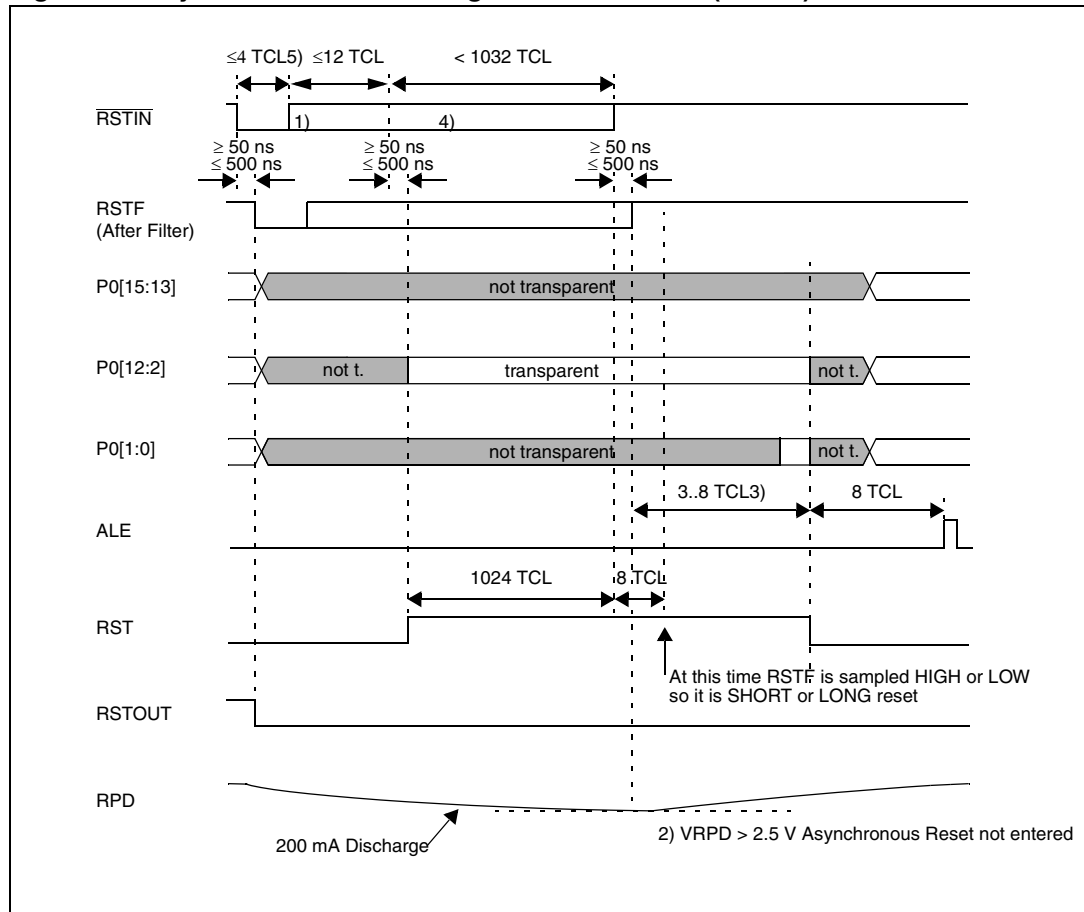 ≤4 TCL5) ≤12 TCL < 1032 TCL
RSTIN
1) 4)
≥ 50 ns ≥ 50 ns ≥ 50 ns
≤ 500 ns ≤ 500 ns ≤ 500 ns
RSTF
(After Filter)
P0[15:13] not transparent
P0[12:2] not t. transparent not t.
P0[1:0] not transparent not t.
3..8 TCL3) 8 TCL
ALE
1024 TCL 8 TCL
RST
At this time RSTF is sampled HIGH or LOW
so it is SHORT or LONG reset
RSTOUT
RPD
2) VRPD > 2.5 V Asynchronous Reset not entered
200 mA Discharge